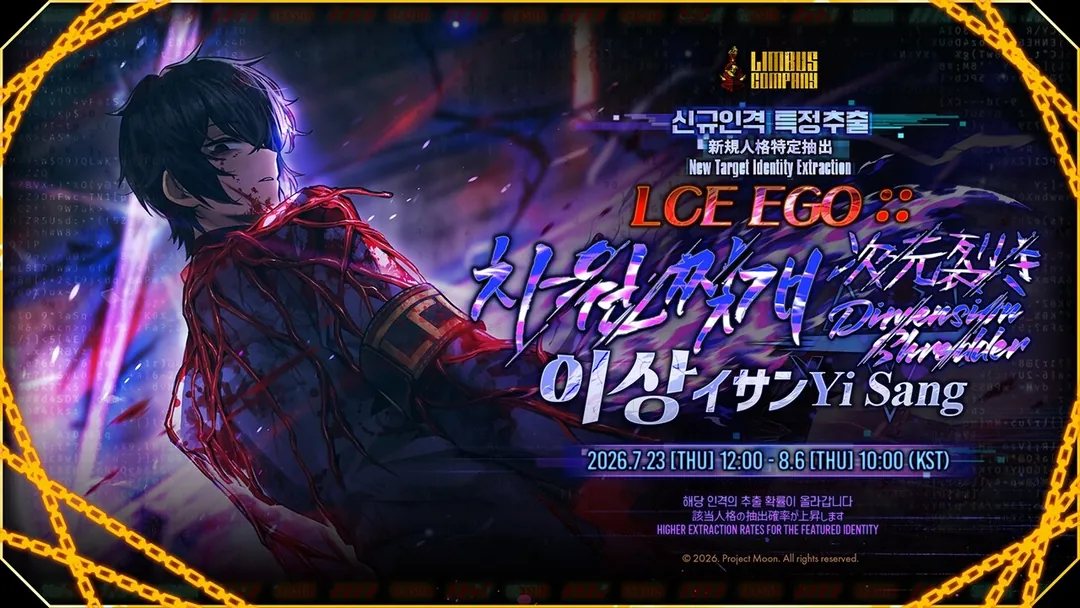 LIMBUS
COMPANY
신규인격 특정추출
新規人格特定抽出
New Target Identity Extraction
LCE EGO ::
차원찢개
次元裂き
Dimension
Shredder
이상 イサン Yi Sang
2026.7.23 [THU] 12:00 - 8.6 [THU] 10:00 (KST)
해당 인격의 추출 확률이 올라갑니다
該当人格の抽出確率が上昇します
HIGHER EXTRACTION RATES FOR THE FEATURED IDENTITY
© 2026. Project Moon. All rights reserved.